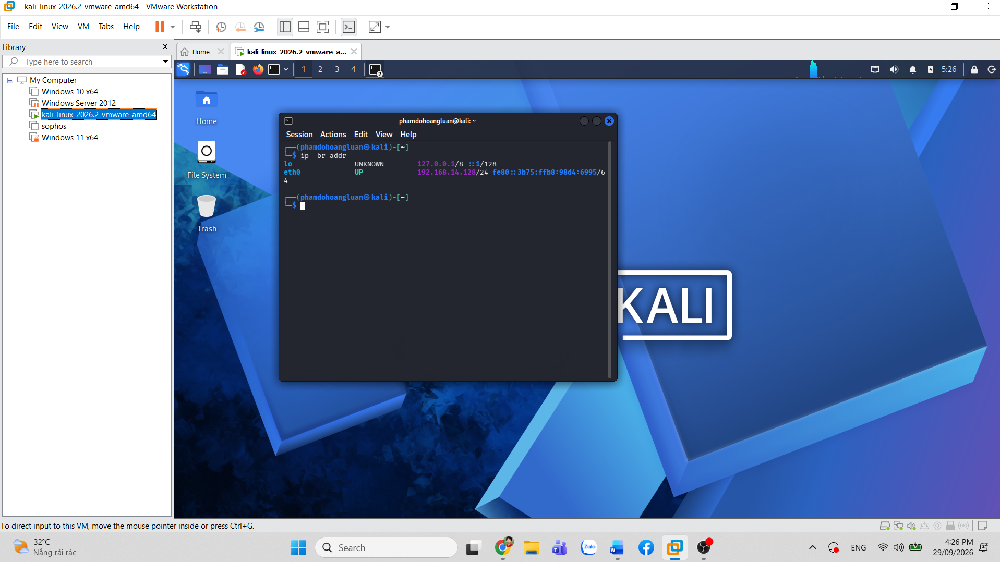 kali-linux-2026.2-vmware-amd64 - VMware Workstation
File Edit View VM Tabs Help
Library
Type here to search
My Computer
Windows 10 x64
Windows Server 2012
kali-linux-2026.2-vmware-amd64
sophos
Windows 11 x64
Home
kali-linux-2026.2-vmware-a...
1 2 3 4
2
5:26
Home
File System
Trash
phamdohoangluan@kali: ~
Session Actions Edit View Help
┌──(phamdohoangluan㉿kali)-[~]
└─$ ip -br addr
lo UNKNOWN 127.0.0.1/8 ::1/128
eth0 UP 192.168.14.128/24 fe80::3b75:ffb8:98d4:6995/6
4
┌──(phamdohoangluan㉿kali)-[~]
└─$
KALI
To direct input to this VM, move the mouse pointer inside or press Ctrl+G.
32°C
Nắng rải rác
Search
Zalo
ENG
4:26 PM
29/09/2026